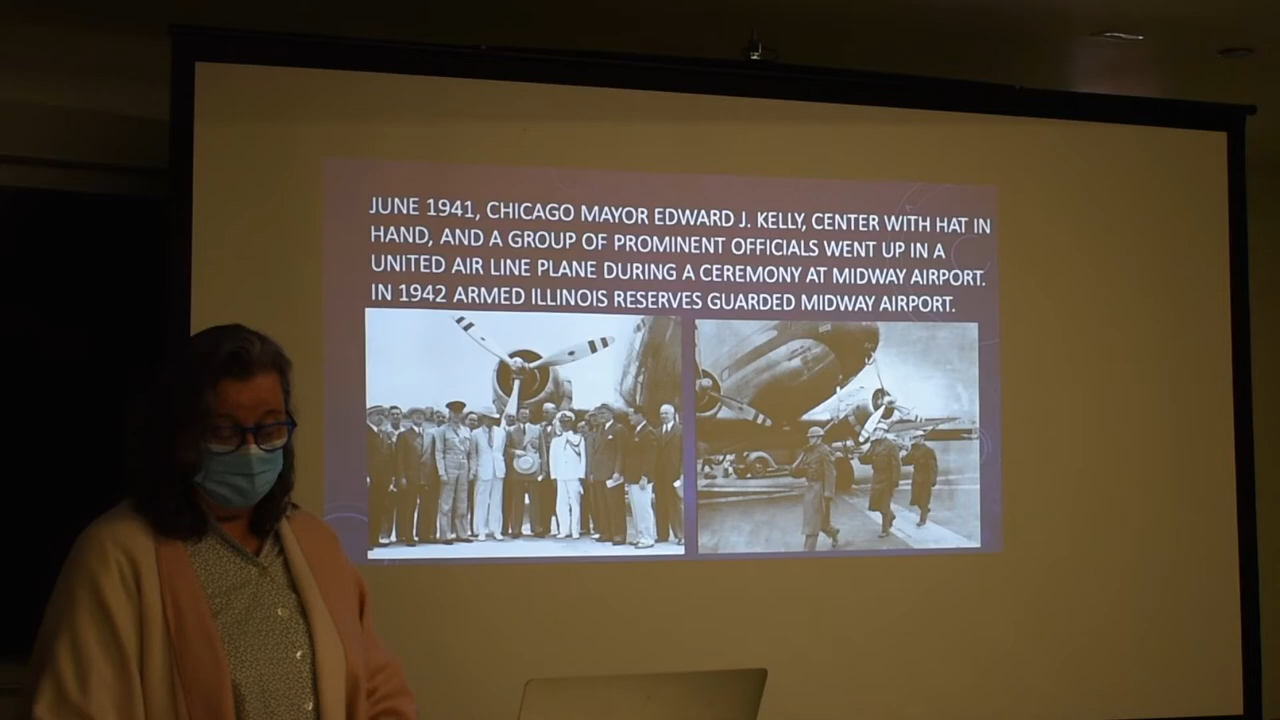 JUNE 1941, CHICAGO MAYOR EDWARD J. KELLY, CENTER WITH HAT IN
HAND, AND A GROUP OF PROMINENT OFFICIALS WENT UP IN A
UNITED AIR LINE PLANE DURING A CEREMONY AT MIDWAY AIRPORT.
IN 1942 ARMED ILLINOIS RESERVES GUARDED MIDWAY AIRPORT.